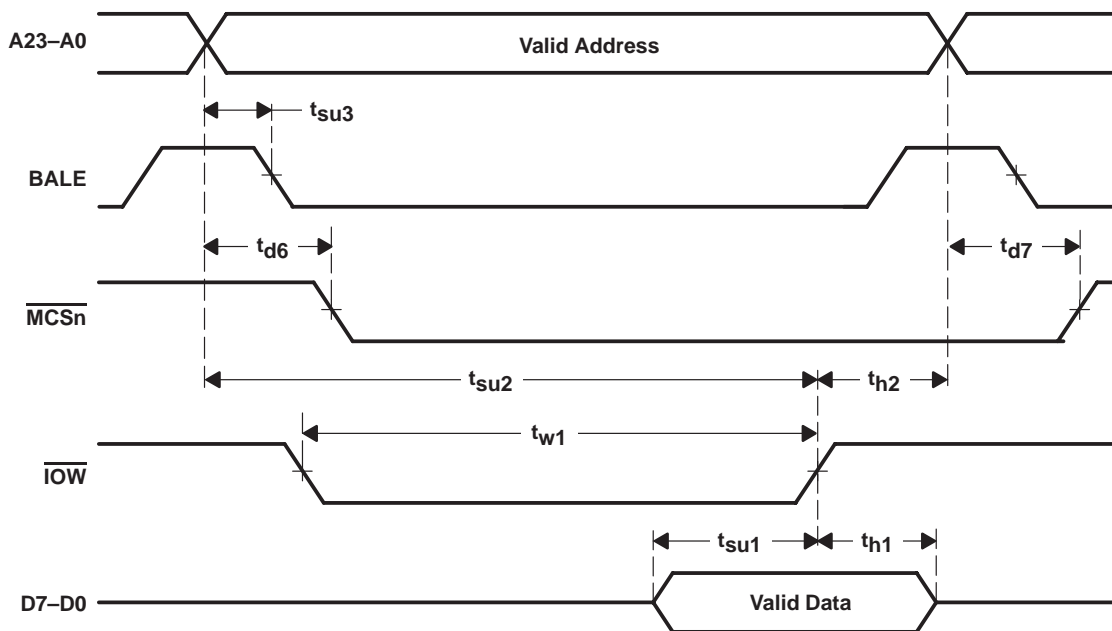 A23–A0
Valid Address
tsu3
BALE
td6
td7
MCSn
tsu2
th2
tw1
IOW
tsu1
th1
D7–D0
Valid Data